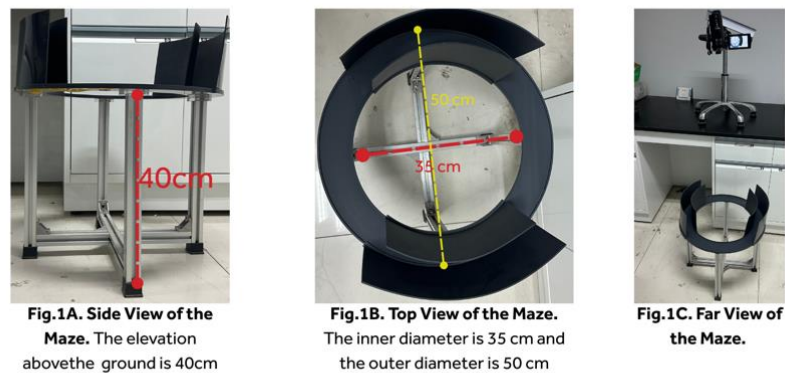 40cm
50 cm
35 cm
Fig.1A. Side View of the
Maze. The elevation
abovethe ground is 40cm
Fig.1B. Top View of the Maze.
The inner diameter is 35 cm and
the outer diameter is 50 cm
Fig.1C. Far View of
the Maze.